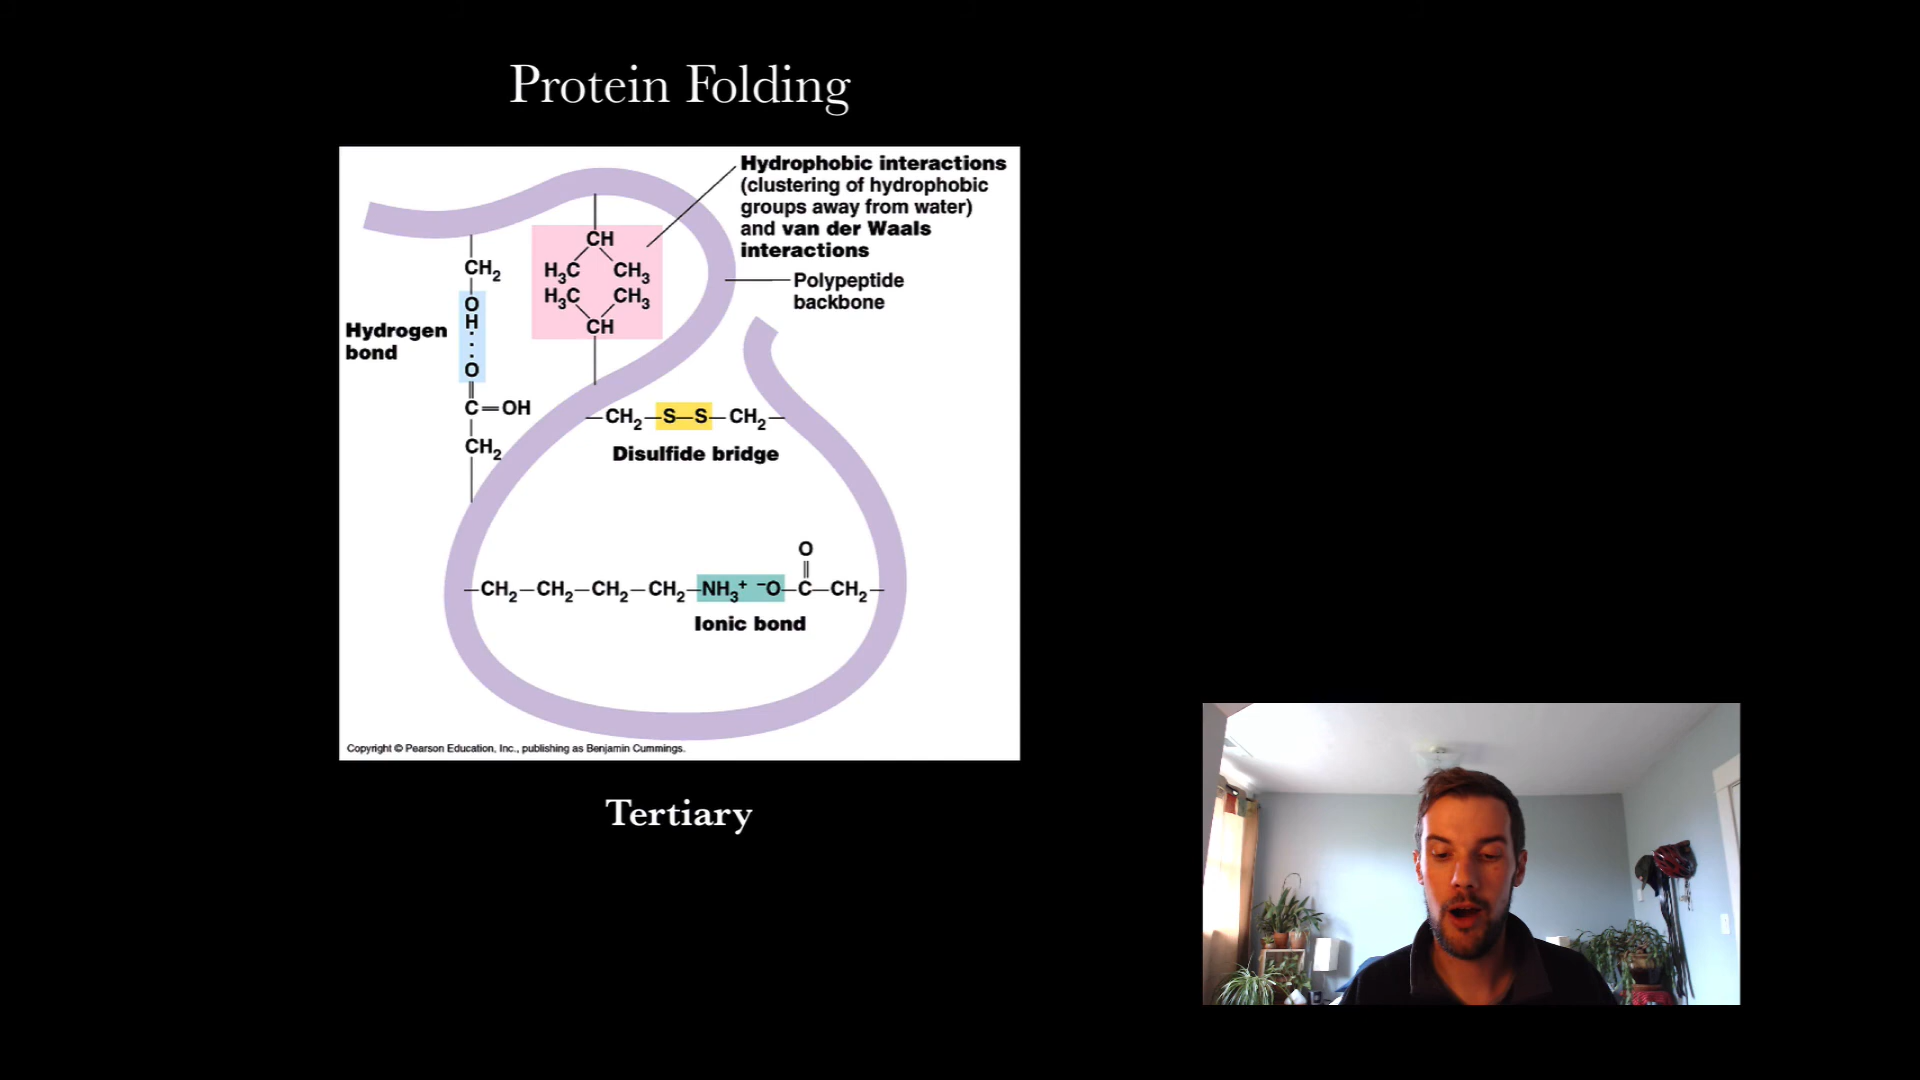 Protein Folding
Hydrophobic interactions
(clustering of hydrophobic
groups away from water)
and van der Waals
interactions
Polypeptide
backbone
CH
H₃C CH₃
H₃C CH₃
CH
CH₂
O
H
Hydrogen
bond
O
C=OH
CH₂
–CH₂–S–S–CH₂–
Disulfide bridge
O
–CH₂–CH₂–CH₂–CH₂–NH₃⁺ ⁻O–C–CH₂–
Ionic bond
Copyright © Pearson Education, Inc., publishing as Benjamin Cummings.
Tertiary